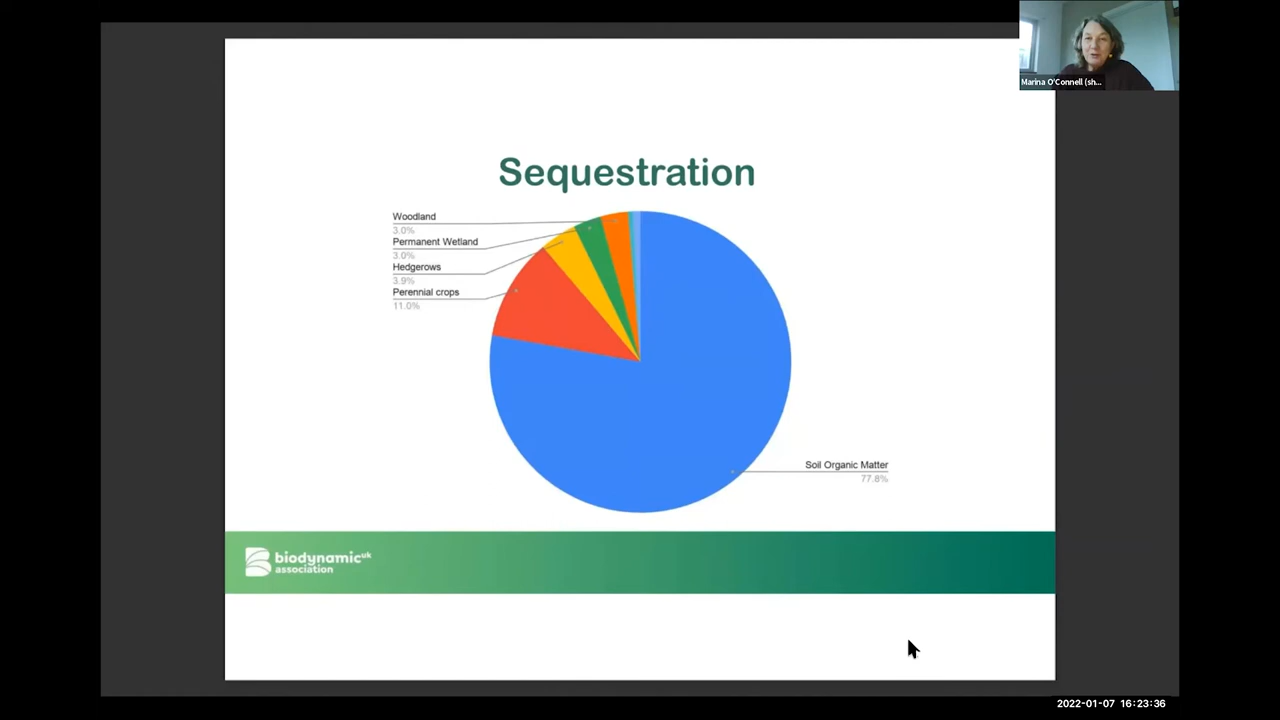 Marina O'Connell (sh...
Sequestration
Woodland
3.0%
Permanent Wetland
3.0%
Hedgerows
3.9%
Perennial crops
11.0%
Soil Organic Matter
77.8%
biodynamic uk
association
2022-01-07 16:23:36